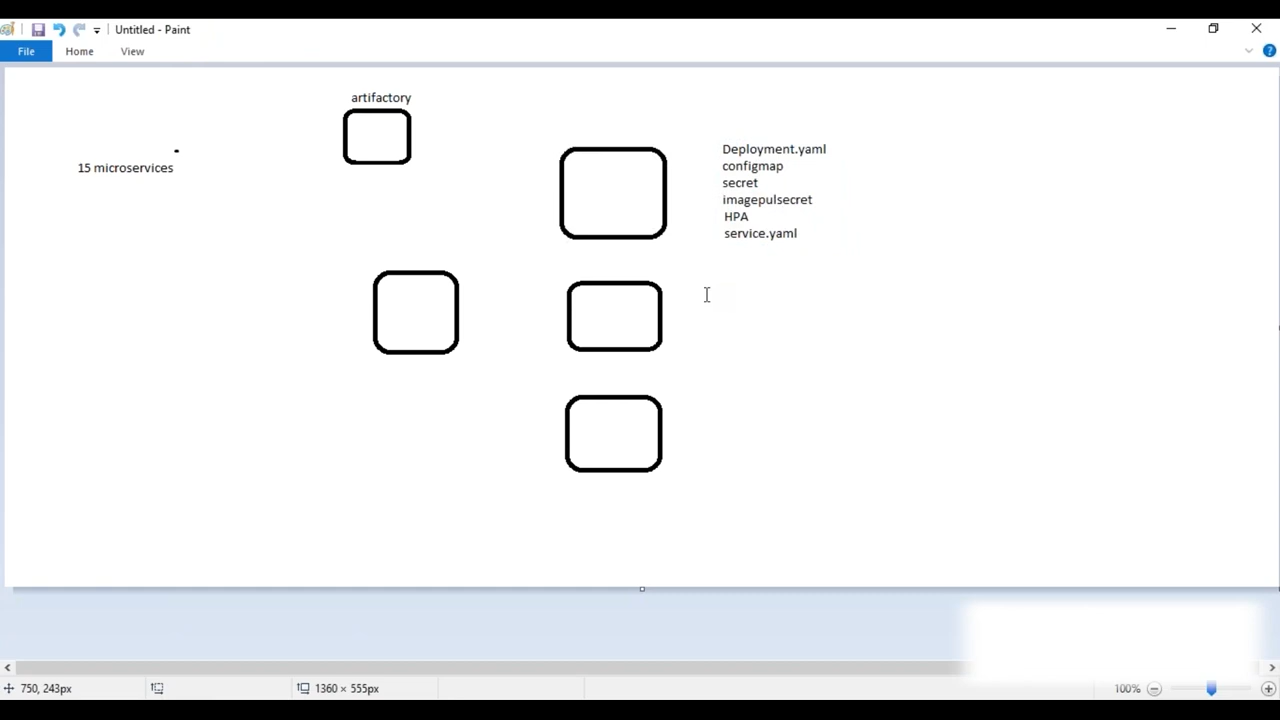 Untitled - Paint
File
Home
View
artifactory
15 microservices
Deployment.yaml
configmap
secret
imagepulsecret
HPA
service.yaml
750, 243px
1360 × 555px
100%